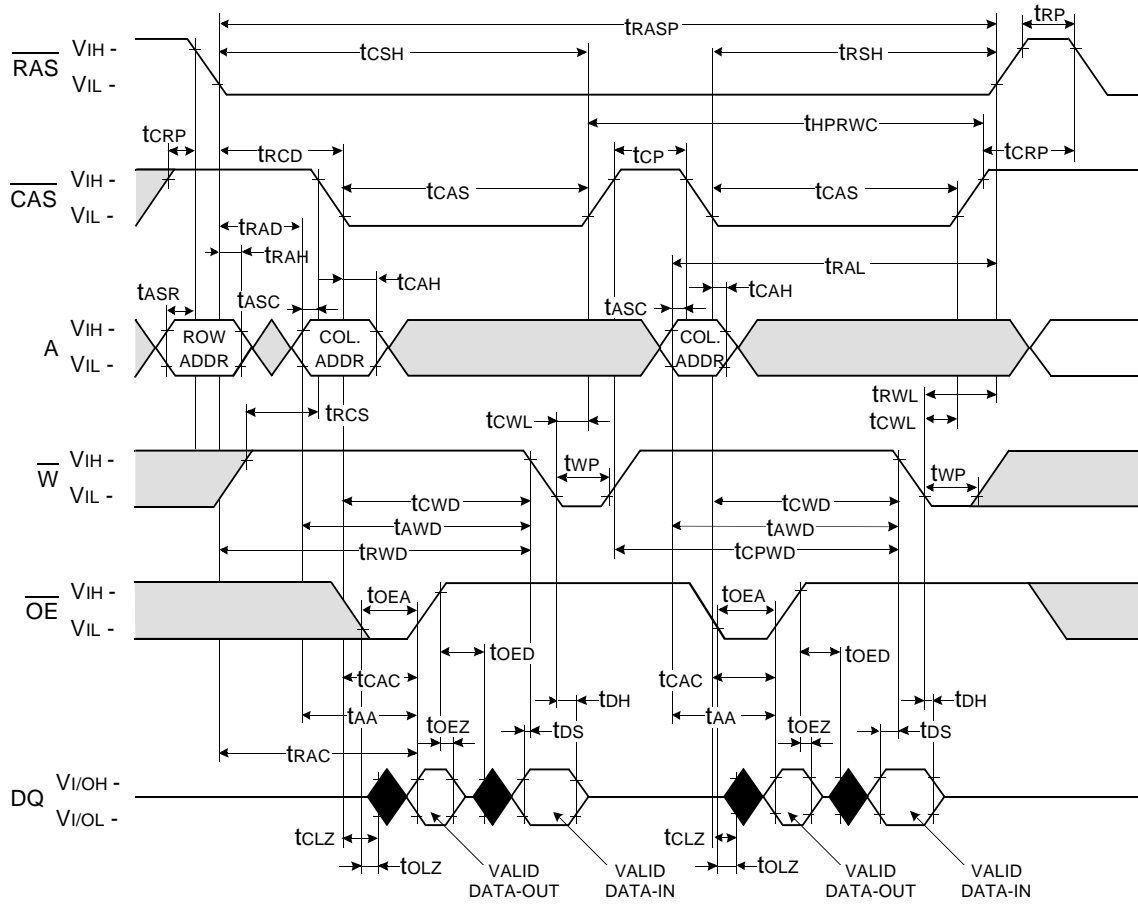 tRASP
tRP
tCSH
tRSH
RAS
VIH -
VIL -
tHPRWC
tCRP
tRCD
tCP
tCRP
CAS
VIH -
VIL -
tCAS
tCAS
tRAD
tRAH
tRAL
tCAH
tCAH
tASR
tASC
tASC
A
VIH -
VIL -
ROW
ADDR
COL.
ADDR
COL.
ADDR
tRWL
tRCS
tCWL
tCWL
W
VIH -
VIL -
tWP
tWP
tCWD
tCWD
tAWD
tAWD
tRWD
tCPWD
OE
VIH -
VIL -
tOEA
tOEA
tOED
tOED
tCAC
tCAC
tDH
tDH
tAA
tAA
tOEZ
tOEZ
tDS
tDS
tRAC
DQ
VI/OH -
VI/OL -
tCLZ
tCLZ
tOLZ
tOLZ
VALID
DATA-OUT
VALID
DATA-IN
VALID
DATA-OUT
VALID
DATA-IN